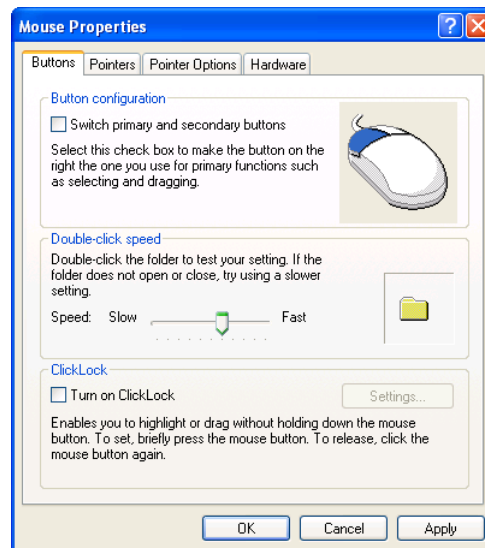 Mouse Properties
Buttons Pointers Pointer Options Hardware
Button configuration
Switch primary and secondary buttons
Select this check box to make the button on the
right the one you use for primary functions such
as selecting and dragging.
Double-click speed
Double-click the folder to test your setting. If the
folder does not open or close, try using a slower
setting.
Speed: Slow Fast
ClickLock
Turn on ClickLock Settings...
Enables you to highlight or drag without holding down the mouse
button. To set, briefly press the mouse button. To release, click the
mouse button again.
OK Cancel Apply